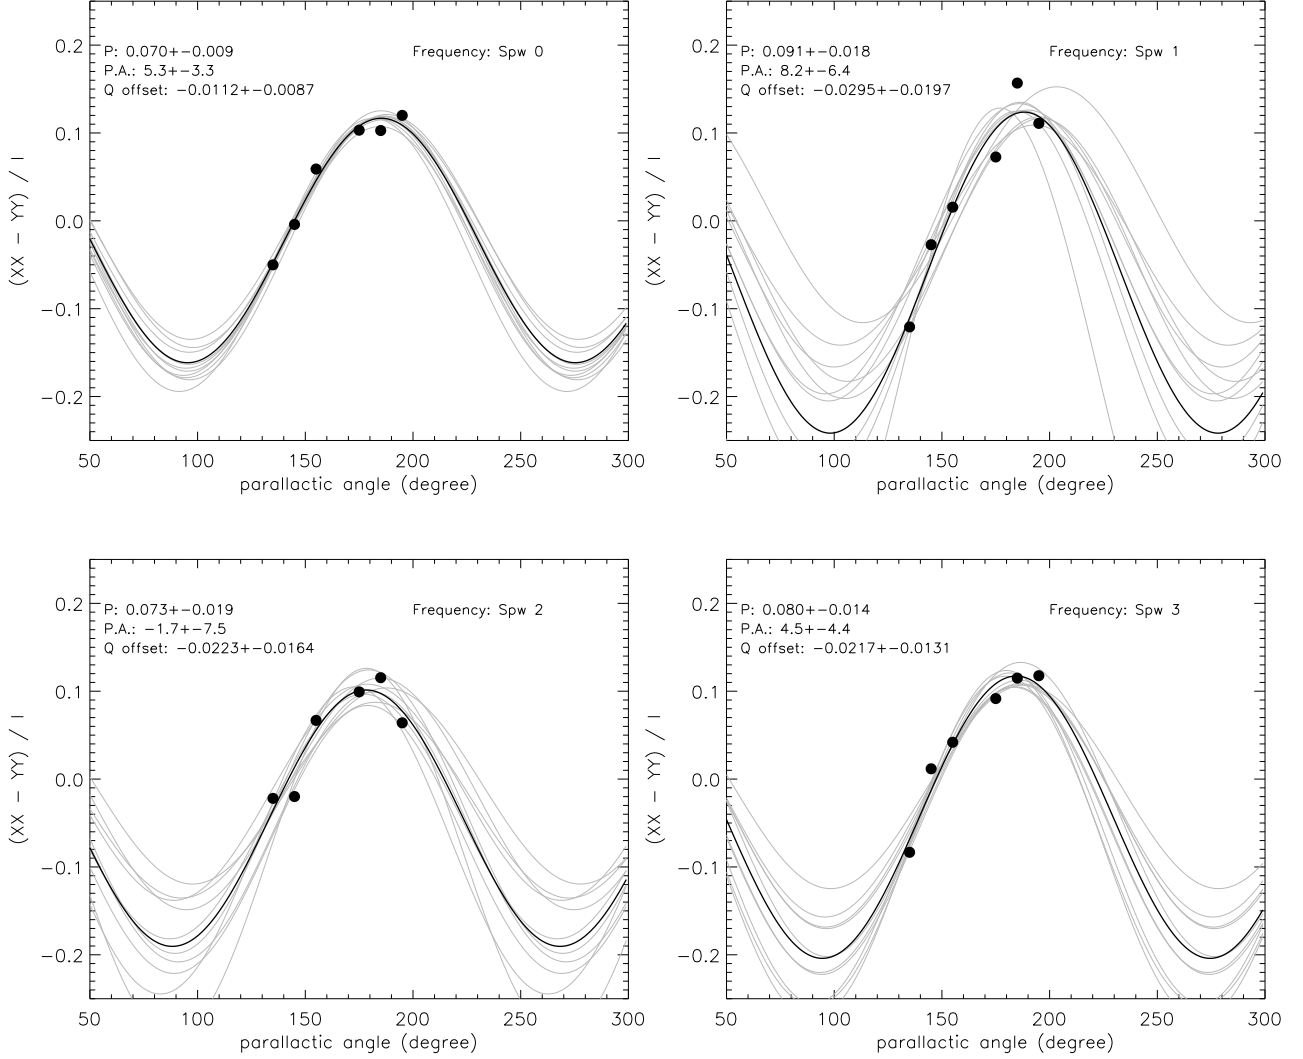 0.2
0.1
0.0
−0.1
−0.2
(XX − YY) / I
P: 0.070+−0.009
P.A.: 5.3+−3.3
Q offset: −0.0112+−0.0087
Frequency: Spw 0
50 100 150 200 250 300
parallactic angle (degree)
0.2
0.1
0.0
−0.1
−0.2
(XX − YY) / I
P: 0.091+−0.018
P.A.: 8.2+−6.4
Q offset: −0.0295+−0.0197
Frequency: Spw 1
50 100 150 200 250 300
parallactic angle (degree)
0.2
0.1
0.0
−0.1
−0.2
(XX − YY) / I
P: 0.073+−0.019
P.A.: −1.7+−7.5
Q offset: −0.0223+−0.0164
Frequency: Spw 2
50 100 150 200 250 300
parallactic angle (degree)
0.2
0.1
0.0
−0.1
−0.2
(XX − YY) / I
P: 0.080+−0.014
P.A.: 4.5+−4.4
Q offset: −0.0217+−0.0131
Frequency: Spw 3
50 100 150 200 250 300
parallactic angle (degree)